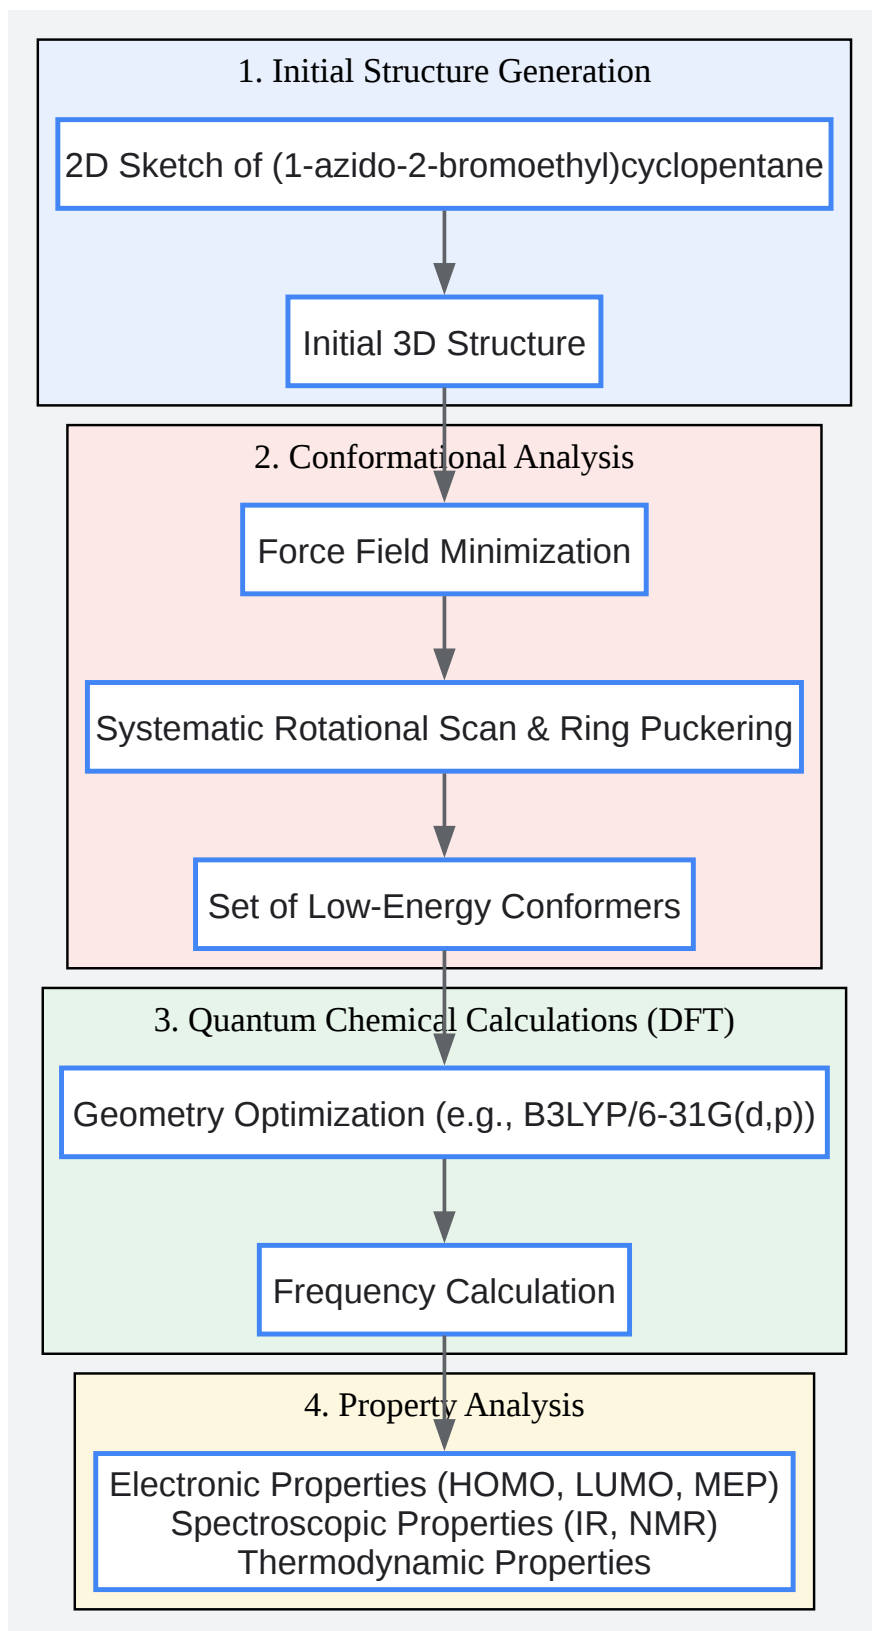 1. Initial Structure Generation
2D Sketch of (1-azido-2-bromoethyl)cyclopentane
Initial 3D Structure
2. Conformational Analysis
Force Field Minimization
Systematic Rotational Scan & Ring Puckering
Set of Low-Energy Conformers
3. Quantum Chemical Calculations (DFT)
Geometry Optimization (e.g., B3LYP/6-31G(d,p))
Frequency Calculation
4. Property Analysis
Electronic Properties (HOMO, LUMO, MEP)
Spectroscopic Properties (IR, NMR)
Thermodynamic Properties